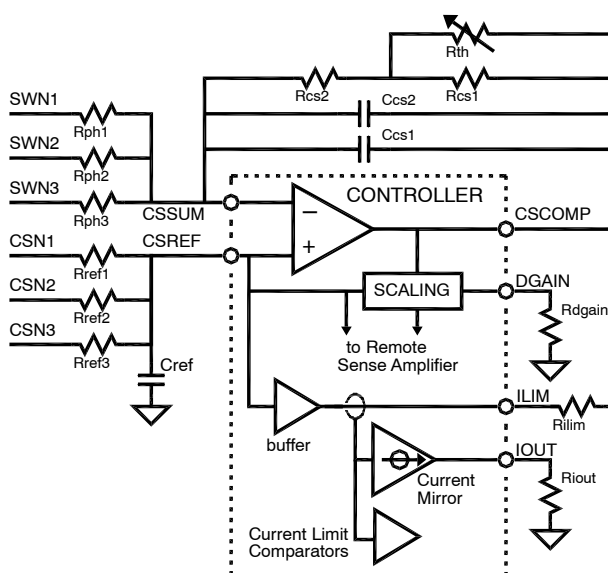 Rth
Rcs2
Rcs1
SWN1
Ccs2
Rph1
Ccs1
SWN2
Rph2
SWN3
CONTROLLER
Rph3
CSSUM
−
CSCOMP
CSN1
CSREF
+
Rref1
DGAIN
CSN2
SCALING
Rdgain
Rref2
CSN3
to Remote
Sense Amplifier
Rref3
Cref
ILIM
buffer
Rilim
IOUT
Current
Mirror
Riout
Current Limit
Comparators